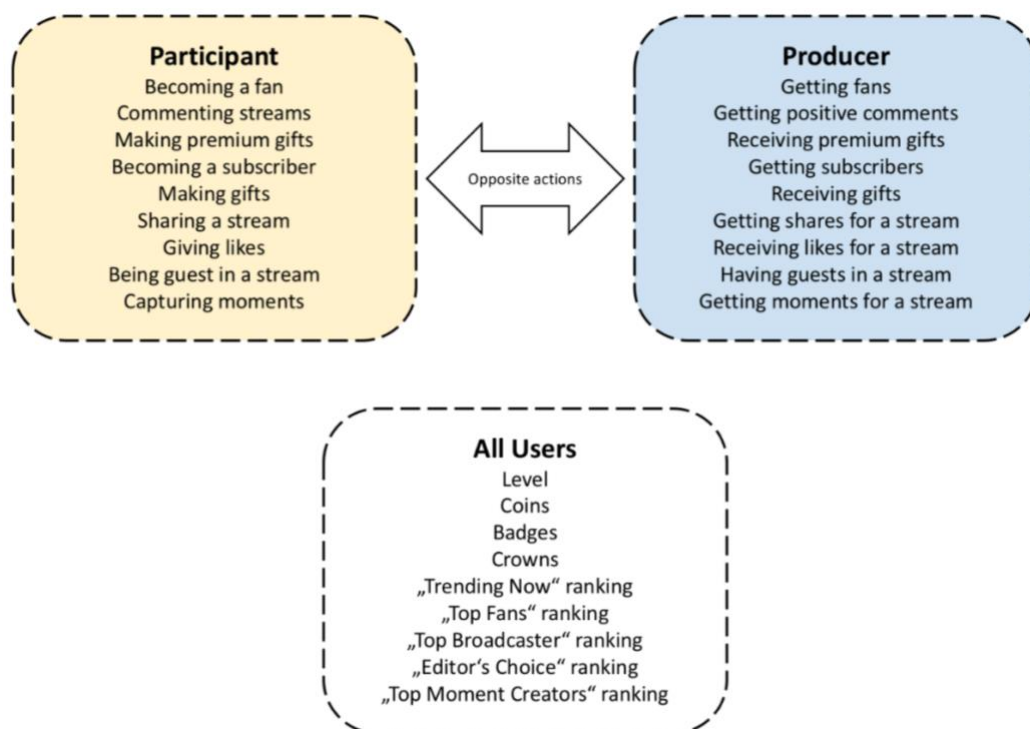 Participant
Becoming a fan
Commenting streams
Making premium gifts
Becoming a subscriber
Making gifts
Sharing a stream
Giving likes
Being guest in a stream
Capturing moments
Opposite actions
Producer
Getting fans
Getting positive comments
Receiving premium gifts
Getting subscribers
Receiving gifts
Getting shares for a stream
Receiving likes for a stream
Having guests in a stream
Getting moments for a stream
All Users
Level
Coins
Badges
Crowns
„Trending Now“ ranking
„Top Fans“ ranking
„Top Broadcaster“ ranking
„Editor‘s Choice“ ranking
„Top Moment Creators“ ranking